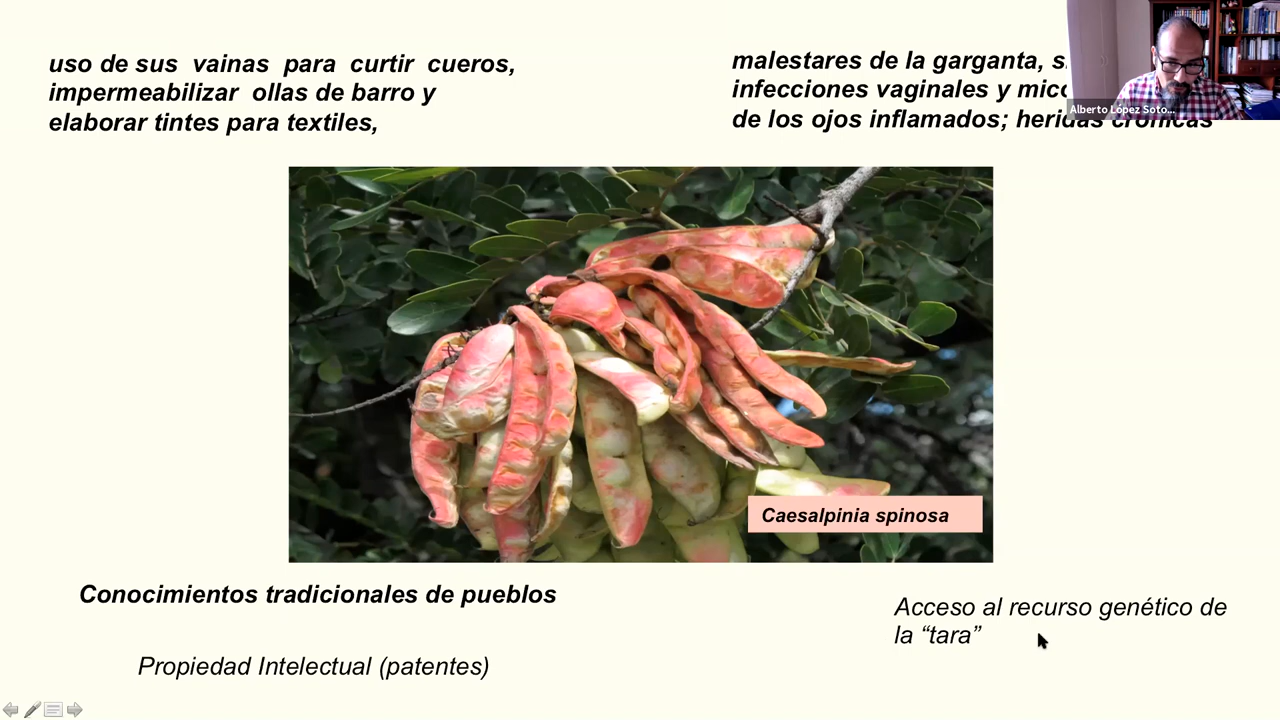 uso de sus vainas para curtir cueros,
impermeabilizar ollas de barro y
elaborar tintes para textiles,
malestares de la garganta,
infecciones vaginales y
de los ojos inflamados; heridas crónicas
Alberto López Soto...
Caesalpinia spinosa
Conocimientos tradicionales de pueblos
Propiedad Intelectual (patentes)
Acceso al recurso genético de
la “tara”